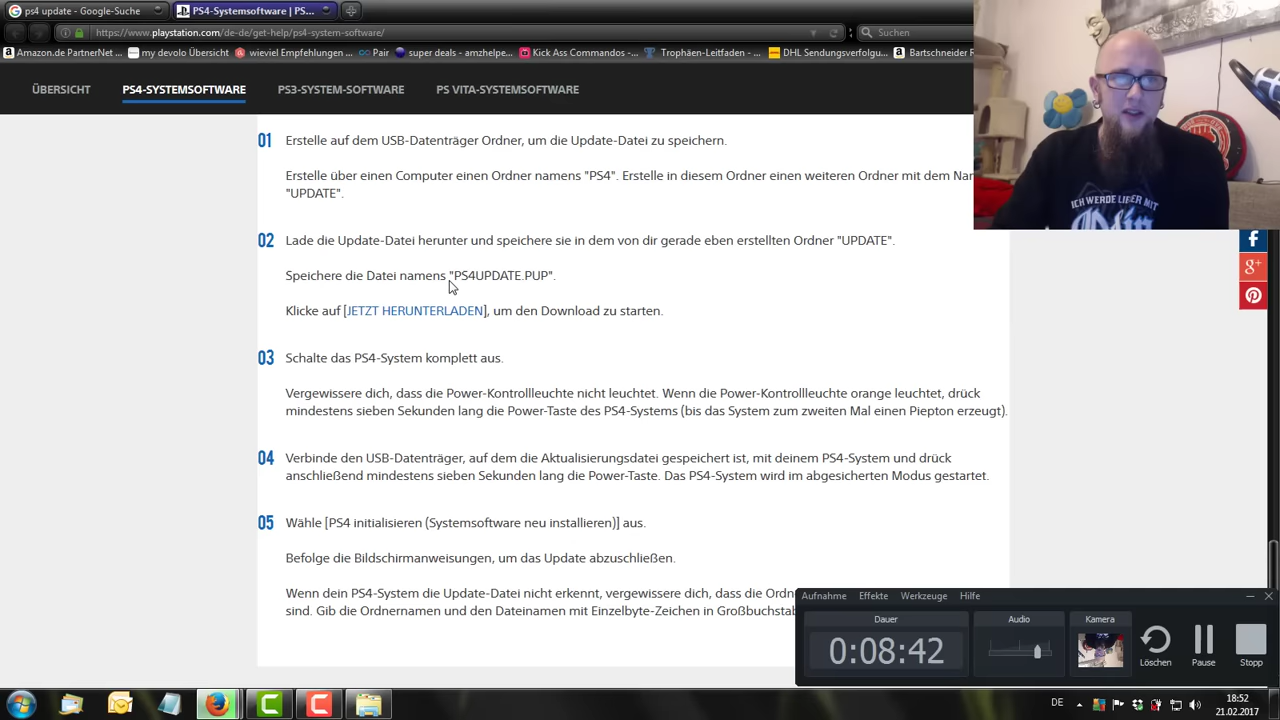 ps4 update - Google-Suche
PS4-Systemsoftware | PS...
https://www.playstation.com/de-de/get-help/ps4-system-software/
Suchen
Amazon.de PartnerNet ...
my devolo Übersicht
wieviel Empfehlungen ...
Pair
super deals - amzhelpe...
Kick Ass Commandos - ...
Trophäen-Leitfaden - ...
DHL Sendungsverfolgu...
Bartschneider R
ÜBERSICHT
PS4-SYSTEMSOFTWARE
PS3-SYSTEM-SOFTWARE
PS VITA-SYSTEMSOFTWARE
01 Erstelle auf dem USB-Datenträger Ordner, um die Update-Datei zu speichern.
Erstelle über einen Computer einen Ordner namens "PS4". Erstelle in diesem Ordner einen weiteren Ordner mit dem Nar
"UPDATE".
ICH WERDE LIEBER MIT
02 Lade die Update-Datei herunter und speichere sie in dem von dir gerade eben erstellten Ordner "UPDATE".
Speichere die Datei namens "PS4UPDATE.PUP".
Klicke auf [JETZT HERUNTERLADEN], um den Download zu starten.
03 Schalte das PS4-System komplett aus.
Vergewissere dich, dass die Power-Kontrollleuchte nicht leuchtet. Wenn die Power-Kontrollleuchte orange leuchtet, drück
mindestens sieben Sekunden lang die Power-Taste des PS4-Systems (bis das System zum zweiten Mal einen Piepton erzeugt).
04 Verbinde den USB-Datenträger, auf dem die Aktualisierungsdatei gespeichert ist, mit deinem PS4-System und drück
anschließend mindestens sieben Sekunden lang die Power-Taste. Das PS4-System wird im abgesicherten Modus gestartet.
05 Wähle [PS4 initialisieren (Systemsoftware neu installieren)] aus.
Befolge die Bildschirmanweisungen, um das Update abzuschließen.
Wenn dein PS4-System die Update-Datei nicht erkennt, vergewissere dich, dass die Ordn
sind. Gib die Ordnernamen und den Dateinamen mit Einzelbyte-Zeichen in Großbuchstab
Aufnahme Effekte Werkzeuge Hilfe
Dauer
Audio
Kamera
0:08:42
Löschen
Pause
Stopp
DE
18:52
21.02.2017